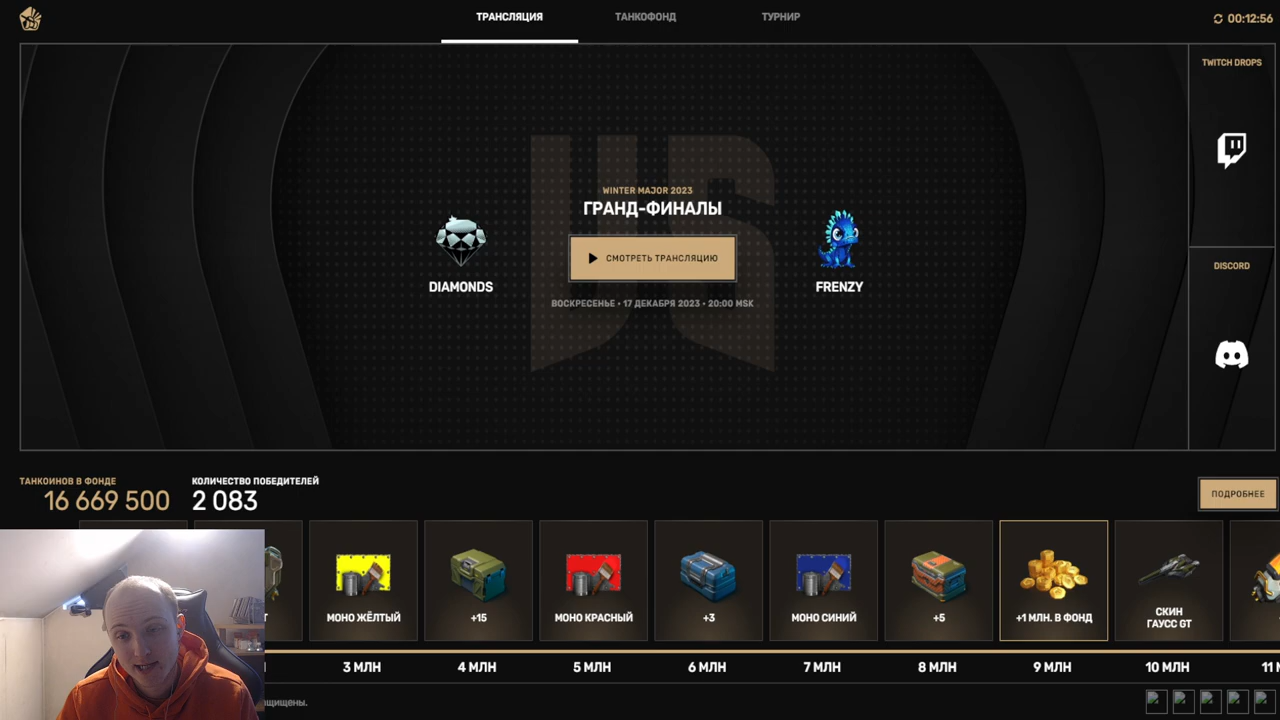 ТРАНСЛЯЦИЯ
ТАНКОФОНД
ТУРНИР
00:12:56
TWITCH DROPS
WINTER MAJOR 2023
ГРАНД-ФИНАЛЫ
СМОТРЕТЬ ТРАНСЛЯЦИЮ
DIAMONDS
FRENZY
ВОСКРЕСЕНЬЕ • 17 ДЕКАБРЯ 2023 • 20:00 MSK
DISCORD
ТАНКОИНОВ В ФОНДЕ
16 669 500
КОЛИЧЕСТВО ПОБЕДИТЕЛЕЙ
2 083
ПОДРОБНЕЕ
МОНО ЖЁЛТЫЙ
+15
МОНО КРАСНЫЙ
+3
МОНО СИНИЙ
+5
+1 МЛН. В ФОНД
СКИН
ГАУСС GT
3 МЛН
4 МЛН
5 МЛН
6 МЛН
7 МЛН
8 МЛН
9 МЛН
10 МЛН
11 М
ащищены.